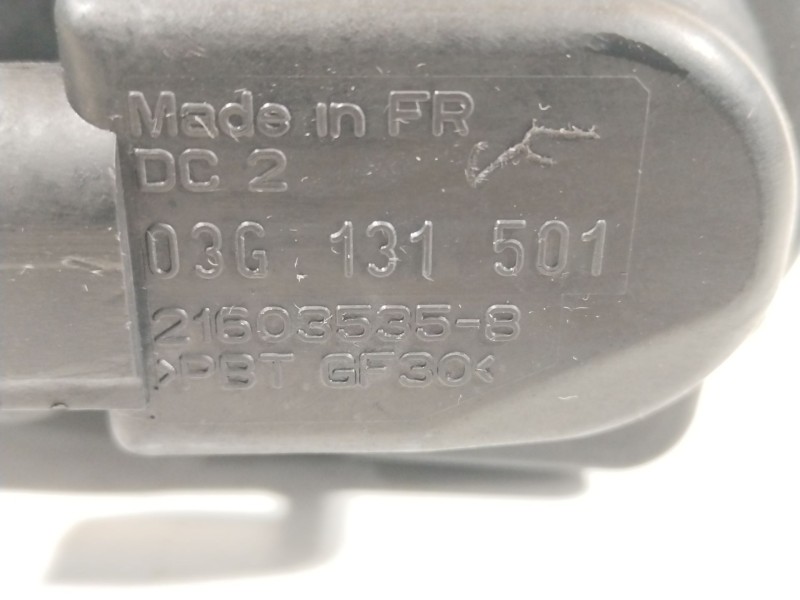 Made in FR
DC 2
03G 131 501
21603535-8
>PBT GF30<